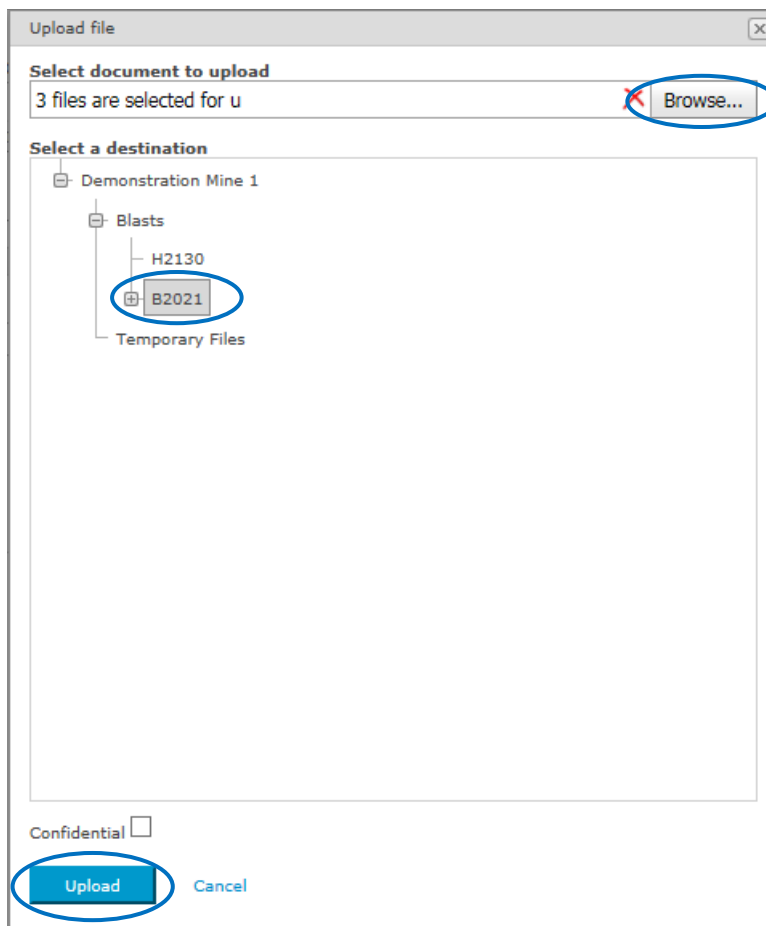 Upload file
Select document to upload
3 files are selected for u
Browse...
Select a destination
Demonstration Mine 1
Blasts
H2130
B2021
Temporary Files
Confidential
Upload Cancel